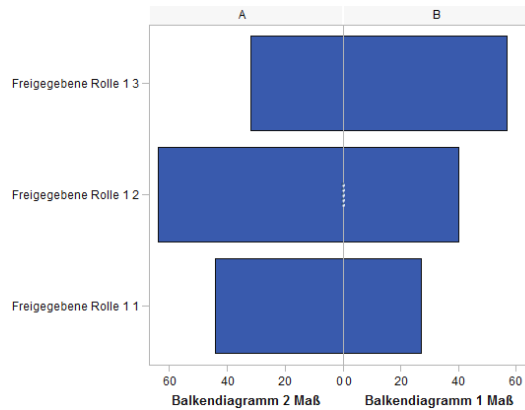 A B
Freigegebene Rolle 1 3
Freigegebene Rolle 1 2
Freigegebene Rolle 1 1
60 40 20 0 0 20 40 60
Balkendiagramm 2 Maß Balkendiagramm 1 Maß